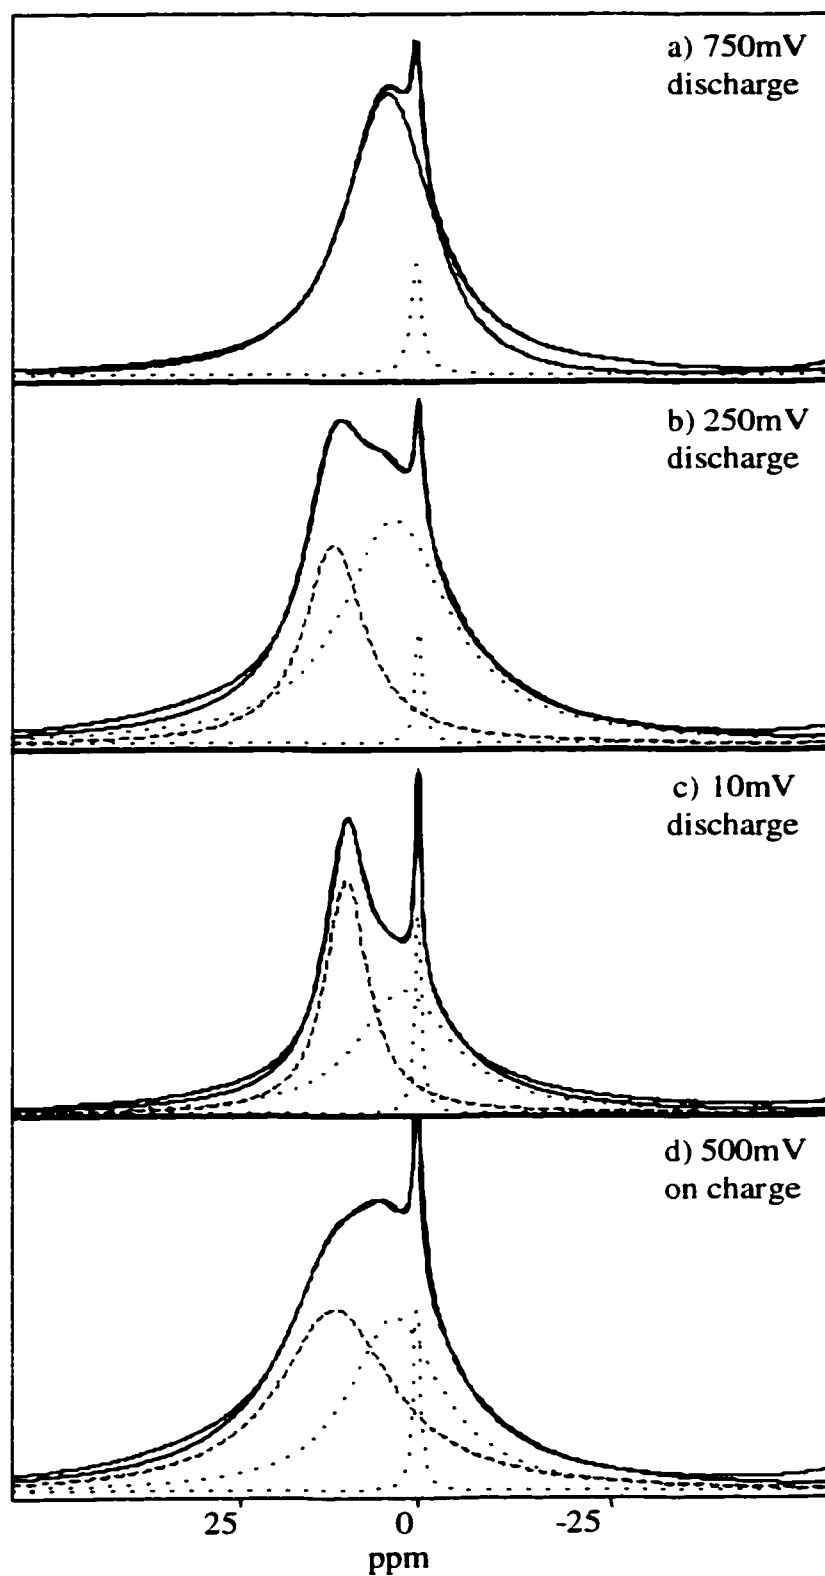 a) 750mV
discharge
b) 250mV
discharge
c) 10mV
discharge
d) 500mV
on charge
25 0 -25
ppm